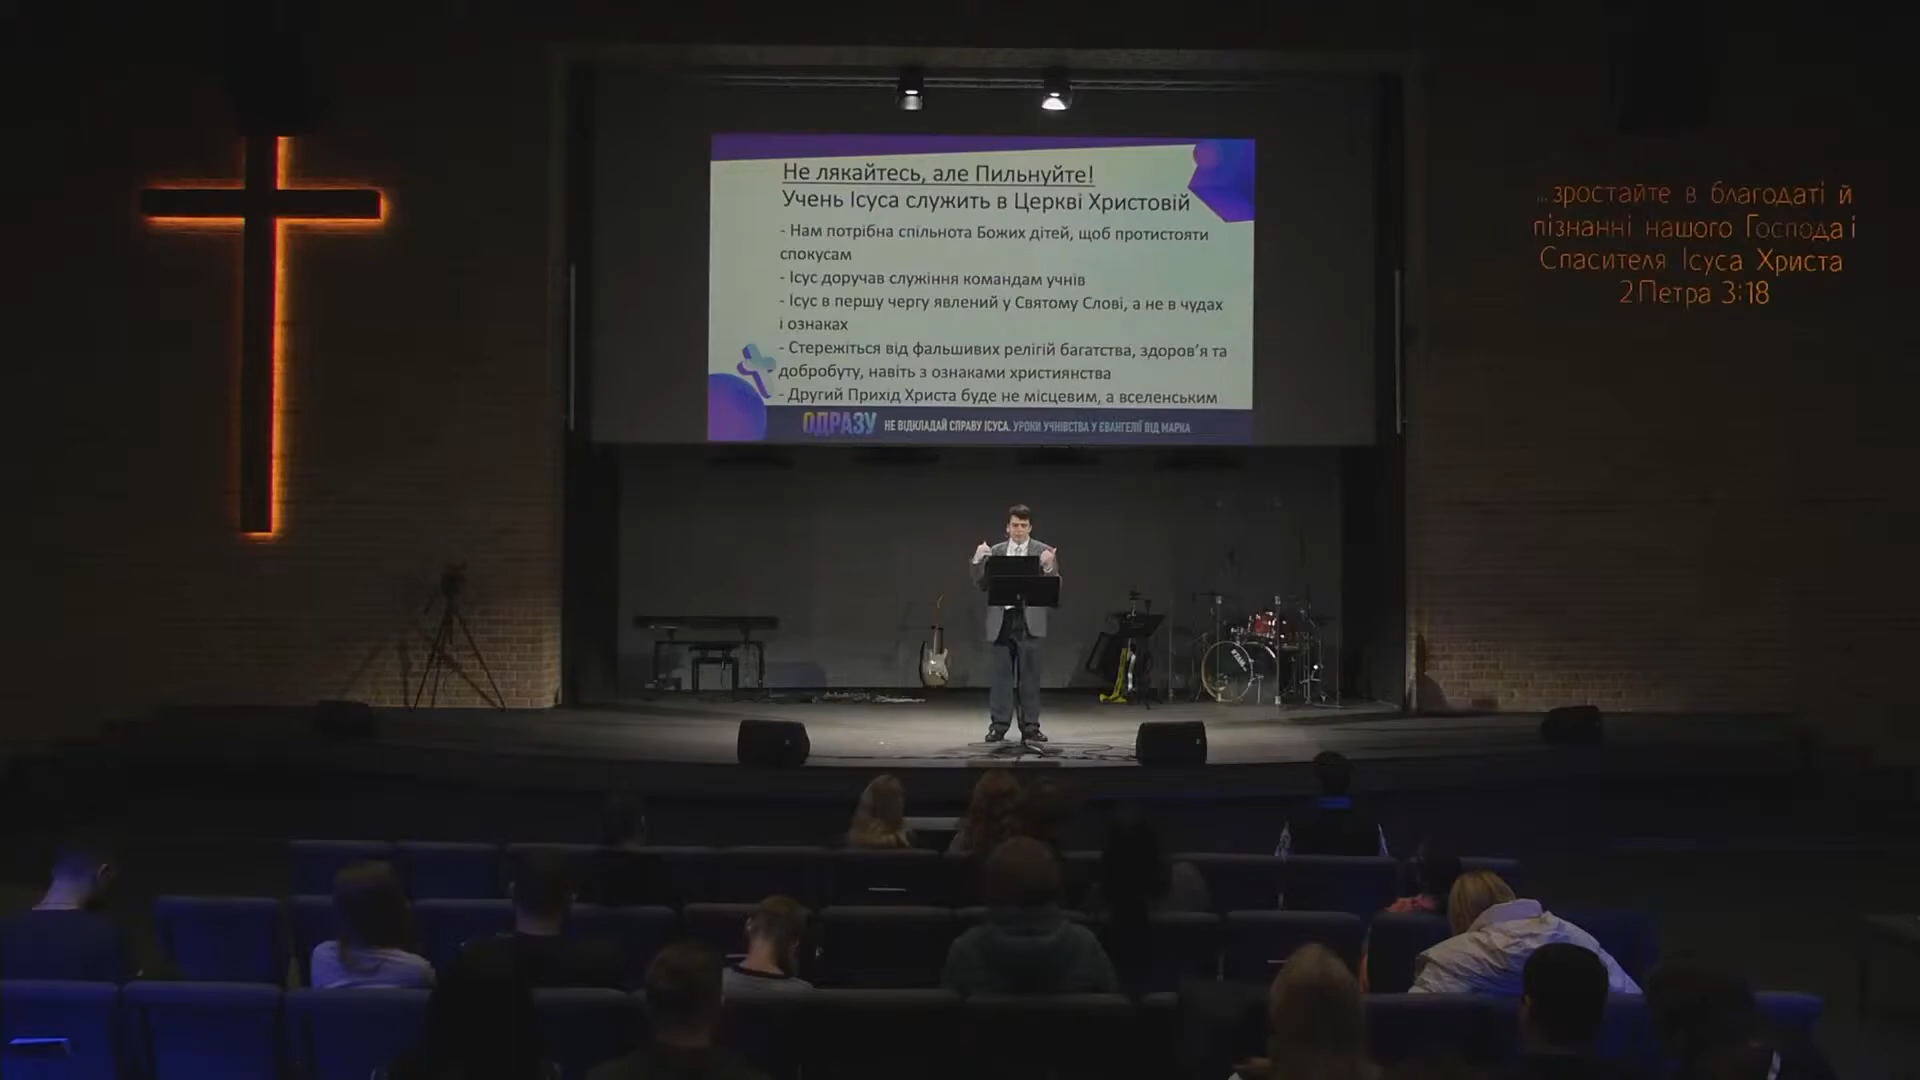 Не лякайтесь, але Пильнуйте!
Учень Ісуса служить в Церкві Христовій
- Нам потрібна спільнота Божих дітей, щоб протистояти
спокусам
- Ісус доручав служіння командам учнів
- Ісус в першу чергу явлений у Святому Слові, а не в чудах
і ознаках
- Стережіться від фальшивих релігій багатства, здоров’я та
добробуту, навіть з ознаками християнства
- Другий Прихід Христа буде не місцевим, а вселенським
ОДРАЗУ НЕ ВІДКЛАДАЙ СПРАВУ ІСУСА. УРОКИ УЧНІВСТВА У ЄВАНГЕЛІЇ ВІД МАРКА
...зростайте в благодаті й
пізнанні нашого Господа і
Спасителя Ісуса Христа
2 Петра 3:18
TAMA